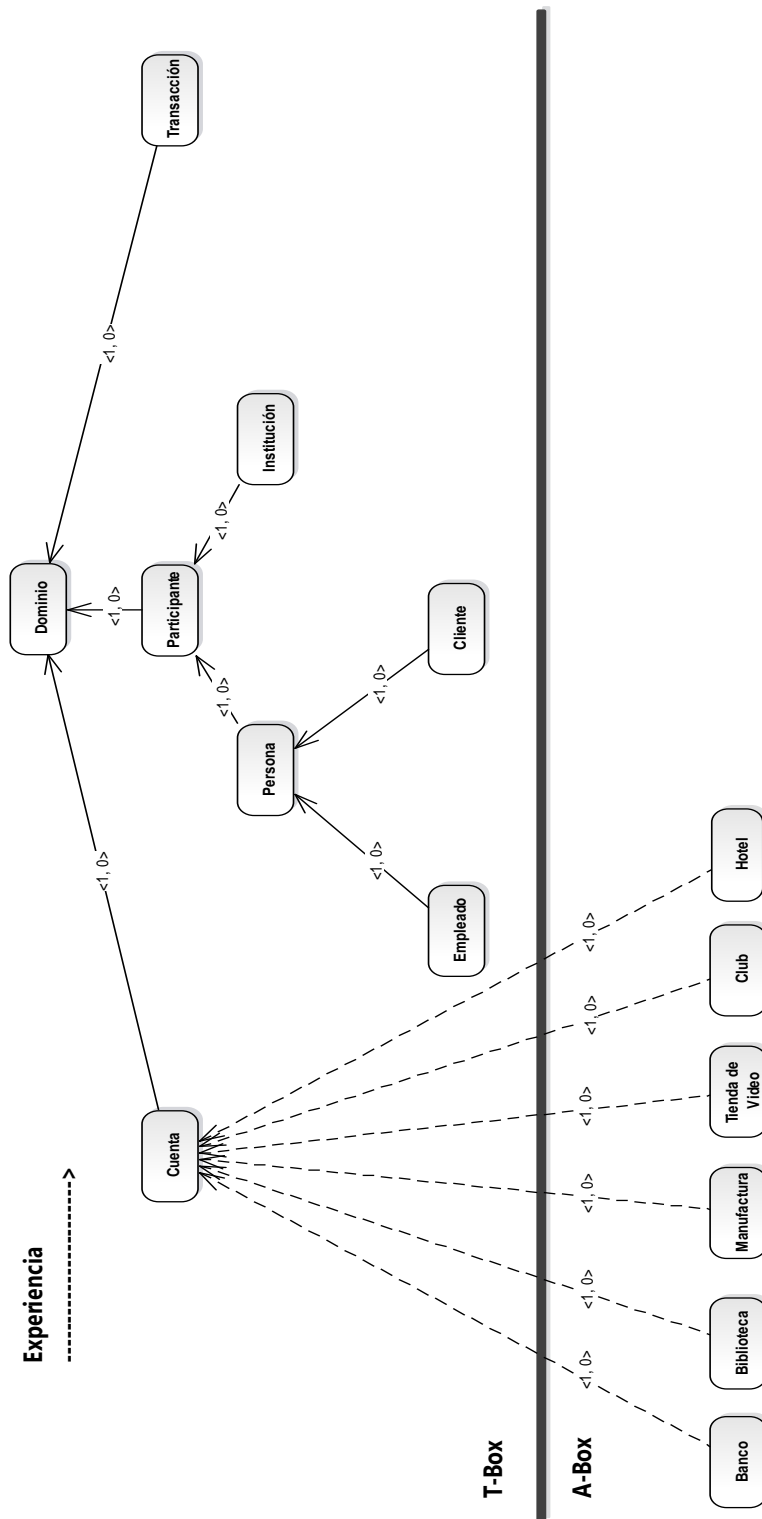 Experiencia
-------------------->
Dominio
<1, 0>
<1, 0>
<1, 0>
Cuenta
Participante
Transacción
<1, 0>
<1, 0>
Persona
Institución
<1, 0>
<1, 0>
Empleado
Cliente
T-Box
A-Box
<1, 0>
<1, 0>
<1, 0>
<1, 0>
<1, 0>
<1, 0>
Banco
Biblioteca
Manufactura
Tienda de
Vídeo
Club
Hotel